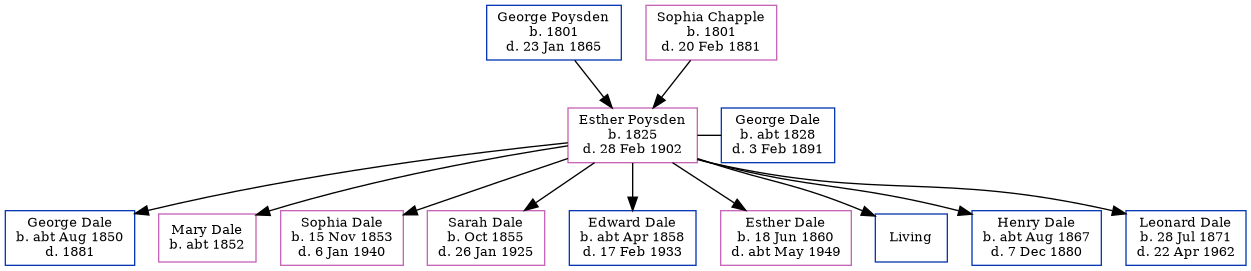 George Poysden
b. 1801
d. 23 Jan 1865
Sophia Chapple
b. 1801
d. 20 Feb 1881
Esther Poysden
b. 1825
d. 28 Feb 1902
George Dale
b. abt 1828
d. 3 Feb 1891
George Dale
b. abt Aug 1850
d. 1881
Mary Dale
b. abt 1852
Sophia Dale
b. 15 Nov 1853
d. 6 Jan 1940
Sarah Dale
b. Oct 1855
d. 26 Jan 1925
Edward Dale
b. abt Apr 1858
d. 17 Feb 1933
Esther Dale
b. 18 Jun 1860
d. abt May 1949
Living
Henry Dale
b. abt Aug 1867
d. 7 Dec 1880
Leonard Dale
b. 28 Jul 1871
d. 22 Apr 1962